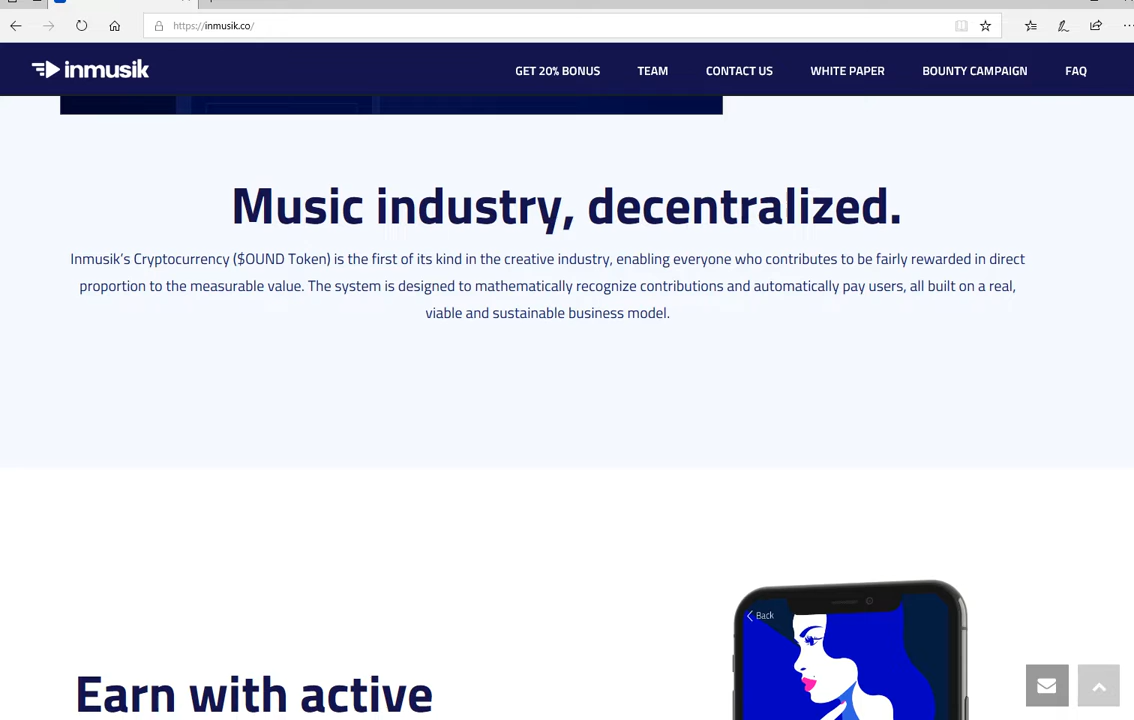 https://inmusik.co/
inmusik
GET 20% BONUS
TEAM
CONTACT US
WHITE PAPER
BOUNTY CAMPAIGN
FAQ
Music industry, decentralized.
Inmusik's Cryptocurrency ($OUND Token) is the first of its kind in the creative industry, enabling everyone who contributes to be fairly rewarded in direct
proportion to the measurable value. The system is designed to mathematically recognize contributions and automatically pay users, all built on a real,
viable and sustainable business model.
Back
Earn with active